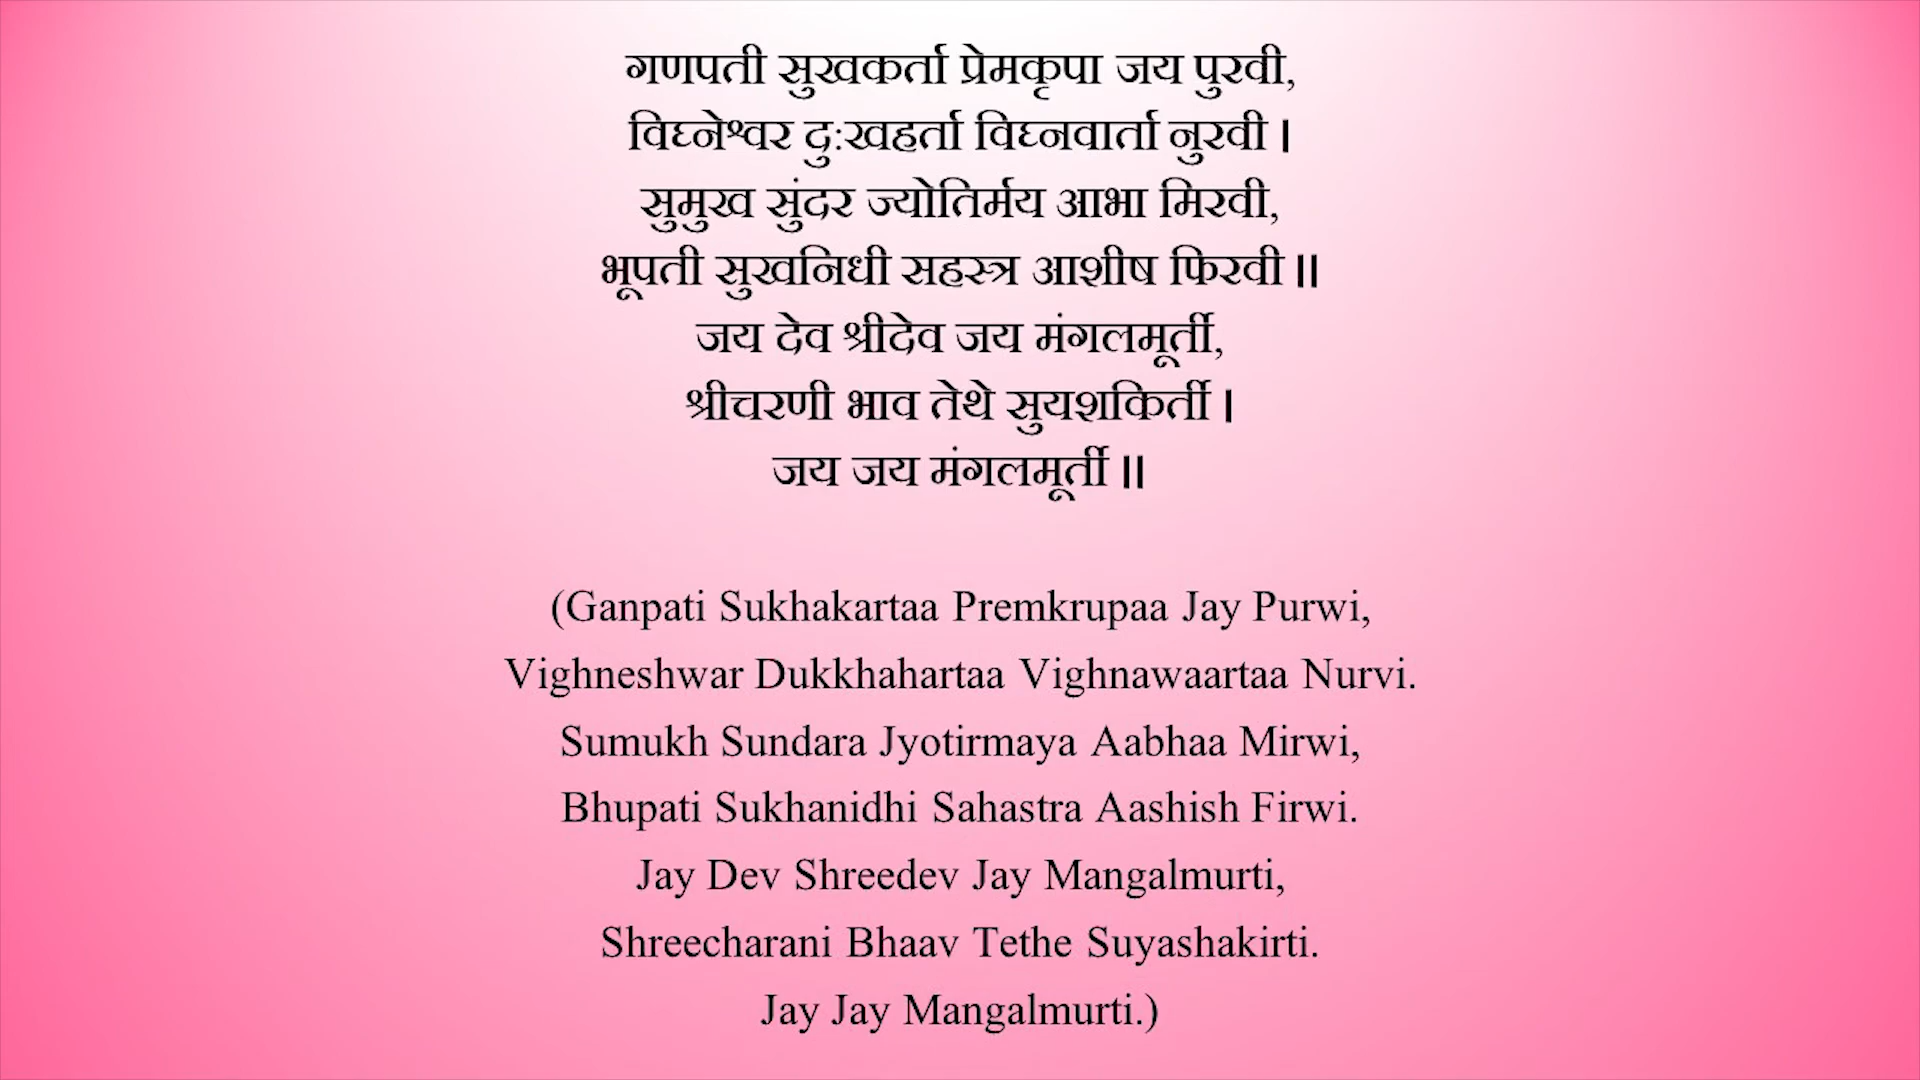 गणपती सुखकर्ता प्रेमकृपा जय पुरवी,
विघ्नेश्वर दुःखहर्ता विघ्नवार्ता नुरवी ।
सुमुख सुंदर ज्योतिर्मय आभा मिरवी,
भूपती सुखनिधी सहस्त्र आशीष फिरवी ॥
जय देव श्रीदेव जय मंगलमूर्ती,
श्रीचरणी भाव तेथे सुयशकिर्ती ।
जय जय मंगलमूर्ती ॥
(Ganpati Sukhakartaa Premkrupaa Jay Purwi,
Vighneshwar Dukkhahartaa Vighnawaartaa Nurvi.
Sumukh Sundara Jyotirmaya Aabhaa Mirwi,
Bhupati Sukhanidhi Sahastra Aashish Firwi.
Jay Dev Shreedev Jay Mangalmurti,
Shreecharani Bhaav Tethe Suyashakirti.
Jay Jay Mangalmurti.)